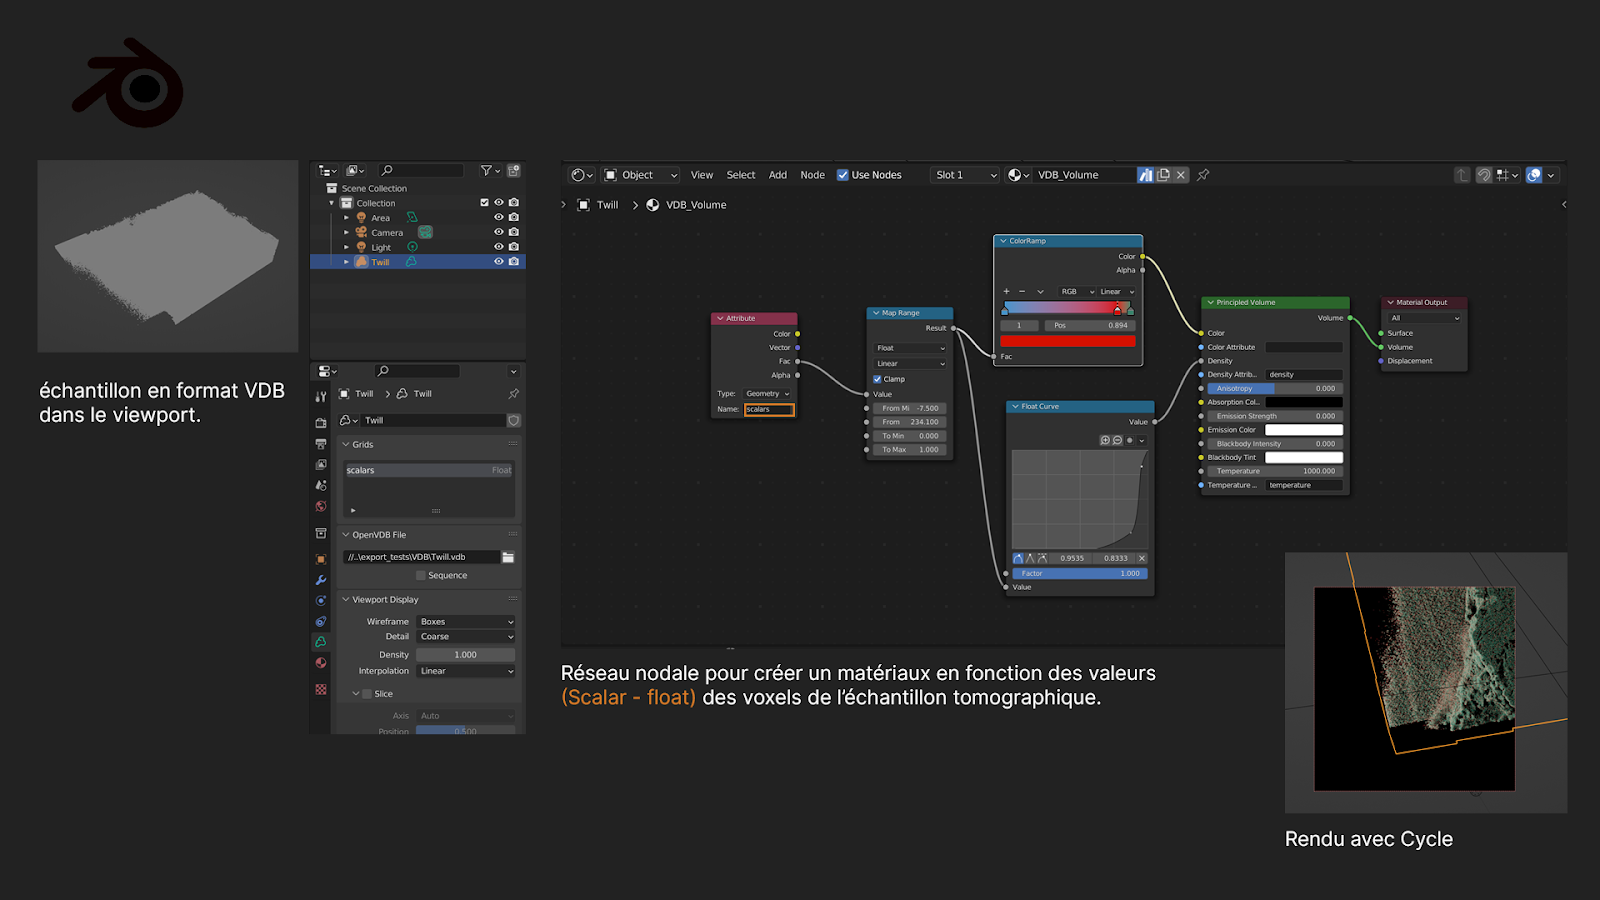 échantillon en format VDB
dans le viewport.
Scene Collection
Collection
Area
Camera
Light
Twill
Twill
Twill
Twill
Grids
scalars Float
OpenVDB File
//..\export_tests\VDB\Twill.vdb
Sequence
Viewport Display
Wireframe Boxes
Detail Coarse
Density 1.000
Interpolation Linear
Slice
Axis Auto
Position 0.500
Object View Select Add Node Use Nodes Slot 1 VDB_Volume
Twill VDB_Volume
Attribute
Color
Vector
Fac
Alpha
Type: Geometry
Name: scalars
Map Range
Result
Float
Linear
Clamp
Value
From Mi -7.500
From 234.100
To Min 0.000
To Max 1.000
ColorRamp
Color
Alpha
RGB Linear
1 Pos 0.894
Fac
Float Curve
Value
0.9535 0.8333
Factor 1.000
Value
Principled Volume
Volume
Color
Color Attribute
Density
Density Attrib... density
Anisotropy 0.000
Absorption Col...
Emission Strength 0.000
Emission Color
Blackbody Intensity 0.000
Blackbody Tint
Temperature 1000.000
Temperature ... temperature
Material Output
All
Surface
Volume
Displacement
Réseau nodale pour créer un matériaux en fonction des valeurs
(Scalar - float) des voxels de l'échantillon tomographique.
Rendu avec Cycle